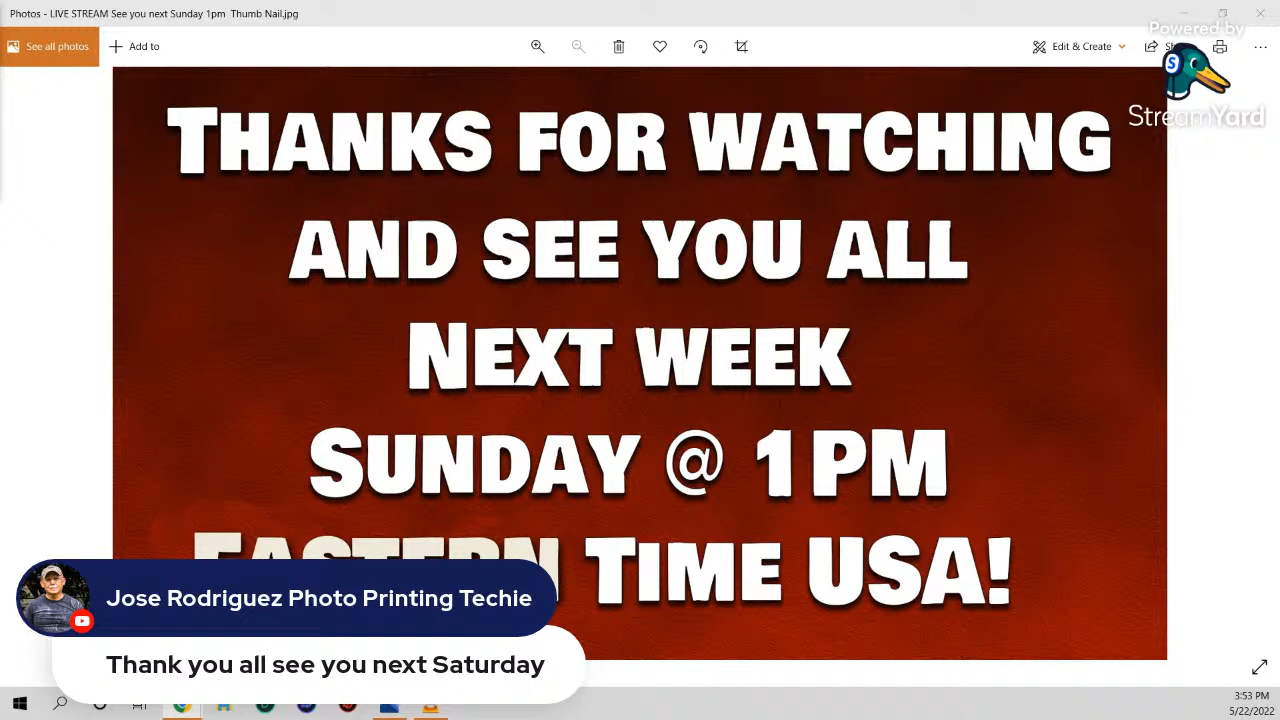 Photos - LIVE STREAM See you next Sunday 1pm Thumb Nail.jpg
See all photos
Add to
Edit & Create
Powered by
StreamYard
THANKS FOR WATCHING
AND SEE YOU ALL
NEXT WEEK
SUNDAY @ 1PM
EASTERN TIME USA!
Jose Rodriguez Photo Printing Techie
Thank you all see you next Saturday
3:53 PM
5/22/2022